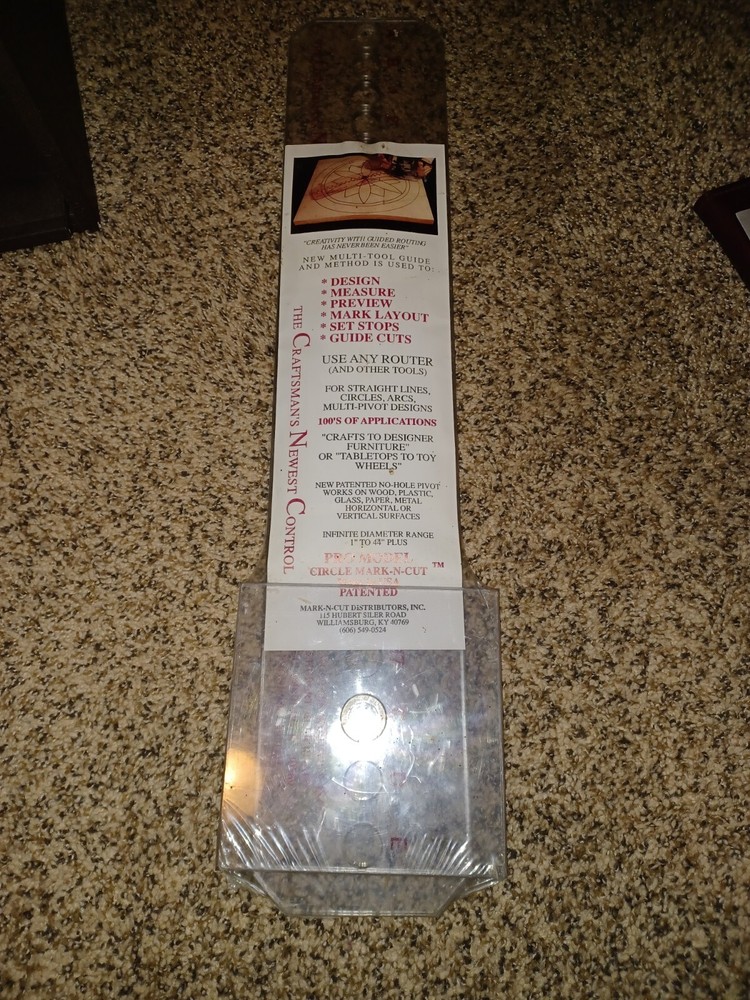 "CREATIVITY WITH GUIDED ROUTING
HAS NEVER BEEN EASIER"
NEW MULTI-TOOL GUIDE
AND METHOD IS USED TO:
* DESIGN
* MEASURE
* PREVIEW
* MARK LAYOUT
* SET STOPS
* GUIDE CUTS
THE CRAFTSMAN'S NEWEST CONTROL
USE ANY ROUTER
(AND OTHER TOOLS)
FOR STRAIGHT LINES,
CIRCLES, ARCS,
MULTI-PIVOT DESIGNS
100'S OF APPLICATIONS
"CRAFTS TO DESIGNER
FURNITURE"
OR "TABLETOPS TO TOY
WHEELS"
NEW PATENTED NO-HOLE PIVOT
WORKS ON WOOD, PLASTIC,
GLASS, PAPER, METAL
HORIZONTAL OR
VERTICAL SURFACES
INFINITE DIAMETER RANGE
1" TO 44" PLUS
PRO MODEL
CIRCLE MARK-N-CUT ™
PATENTED
MARK-N-CUT DISTRIBUTORS, INC.
115 HUBERT SILER ROAD
WILLIAMSBURG, KY 40769
(606) 549-0524